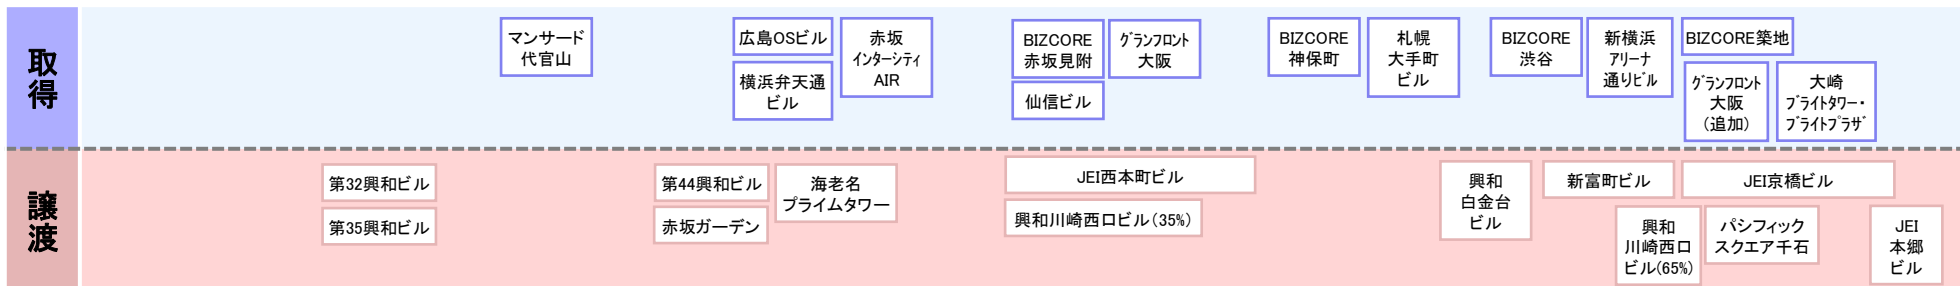 取得
マンサード
代官山
広島OSビル
横浜弁天通
ビル
赤坂
ｲﾝﾀｰｼﾃｨ
AIR
BIZCORE
赤坂見附
仙信ビル
ｸﾞﾗﾝﾌﾛﾝﾄ
大阪
BIZCORE
神保町
札幌
大手町
ビル
BIZCORE
渋谷
新横浜
ｱﾘｰﾅ
通りﾋﾞﾙ
BIZCORE築地
ｸﾞﾗﾝﾌﾛﾝﾄ
大阪
(追加)
大崎
ﾌﾞﾗｲﾄﾀﾜｰ・
ﾌﾞﾗｲﾄﾌﾟﾗｻﾞ
譲渡
第32興和ビル
第35興和ビル
第44興和ビル
赤坂ガーデン
海老名
プライムタワー
JEI西本町ビル
興和川崎西口ビル(35%)
興和
白金台
ビル
新富町ビル
興和
川崎西口
ビル(65%)
JEI京橋ビル
パシフィック
スクエア千石
JEI
本郷
ビル